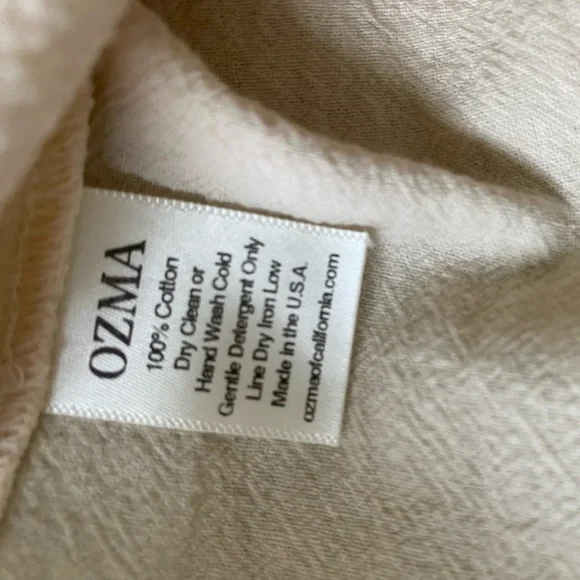 OZMA
100% Cotton
Dry Clean or
Hand Wash Cold
Gentle Detergent Only
Line Dry Iron Low
Made In the U.S.A.
ozmaofcalifornia.com